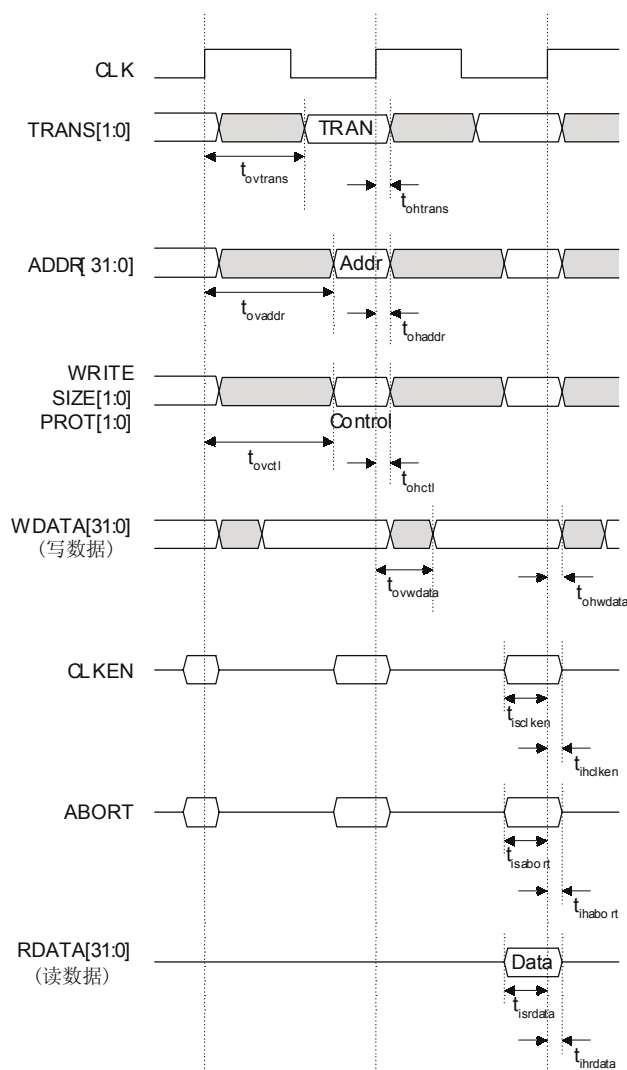 CLK
TRANS[1:0]
TRAN
tovtrans
tohtrans
ADDR[31:0]
Addr
tovaddr
tohaddr
WRITE
SIZE[1:0]
PROT[1:0]
Control
tovctl
tohctl
WDATA[31:0]
(写数据)
tovwdata
tohwdata
CLKEN
tisclken
tihclken
ABORT
tisabort
tihabort
RDATA[31:0]
(读数据)
Data
tisrdata
tihrdata